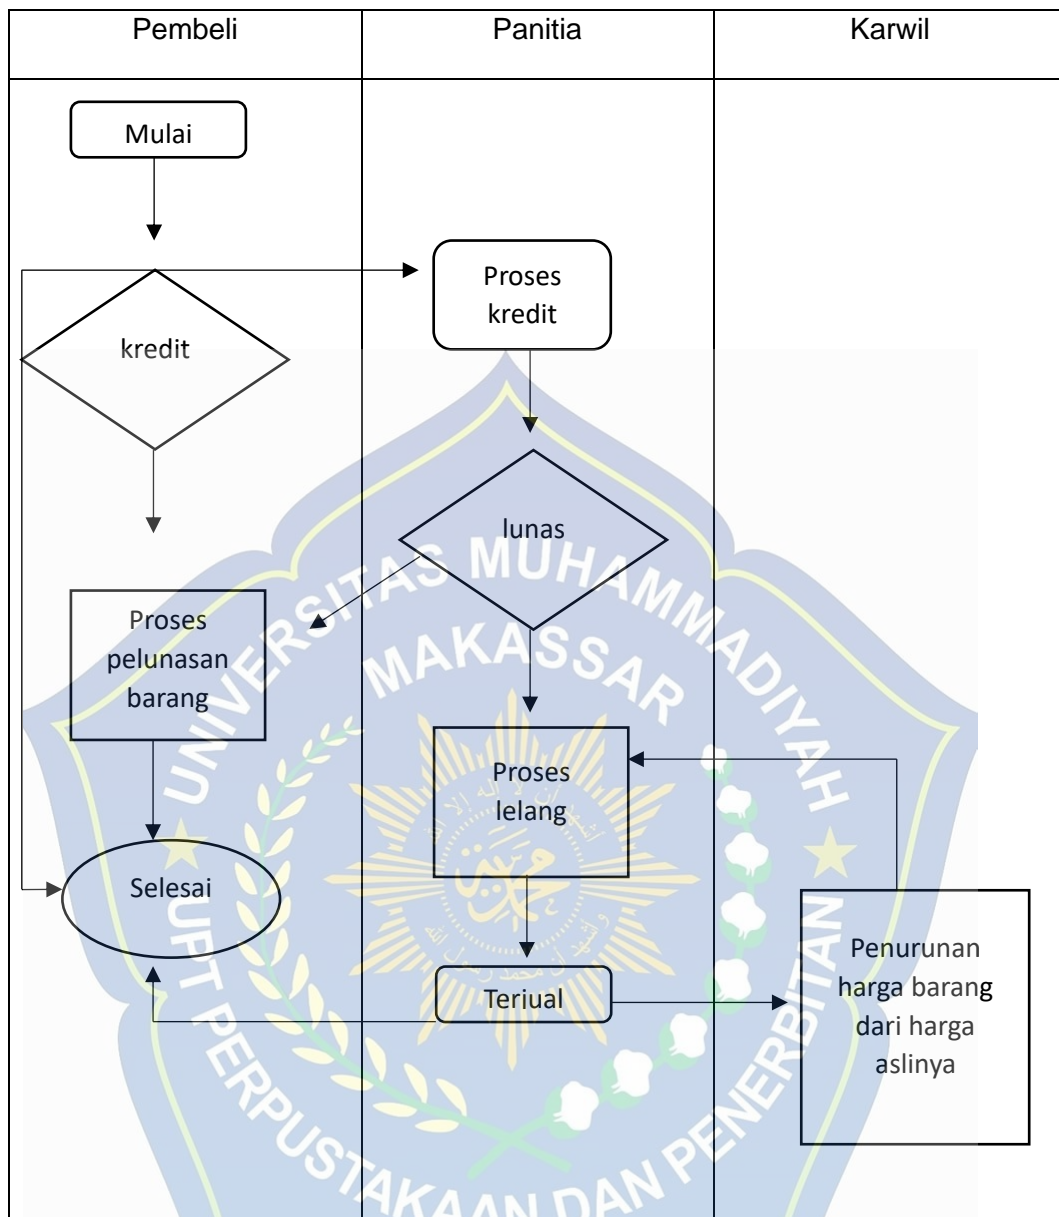 Pembeli
Panitia
Karwil
Mulai
Proses
kredit
kredit
lunas
Proses
pelunasan
barang
Proses
lelang
Selesai
Terjual
Penurunan
harga barang
dari harga
aslinya
UNIVERSITAS MUHAMMADIYAH
MAKASSAR
UPT PERPUSTAKAAN DAN PENERBITAN